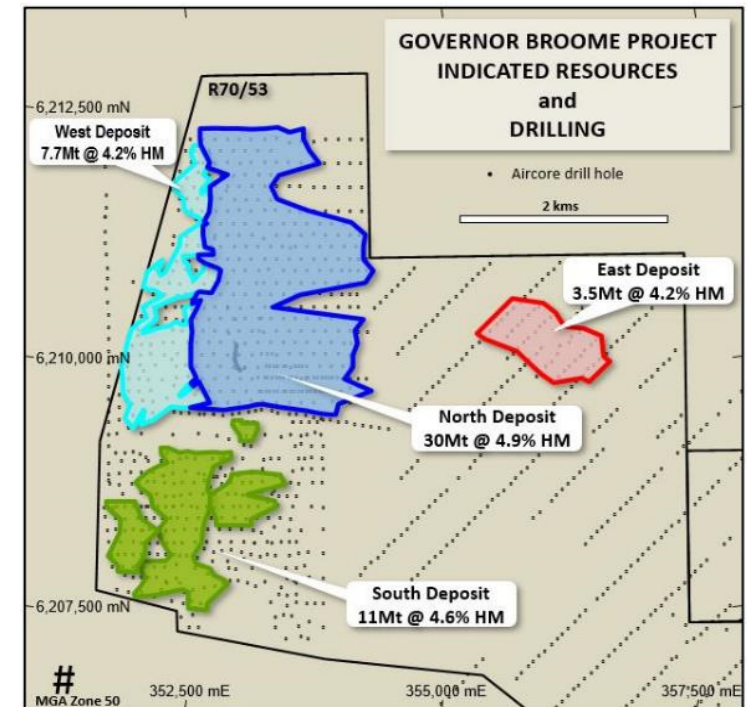 GOVERNOR BROOME PROJECT
INDICATED RESOURCES
and
DRILLING
Aircore drill hole
2 kms
R70/53
6,212,500 mN
West Deposit
7.7Mt @ 4.2% HM
East Deposit
3.5Mt @ 4.2% HM
6,210,000 mN
North Deposit
30Mt @ 4.9% HM
South Deposit
11Mt @ 4.6% HM
6,207,500 mN
#
MGA Zone 50
352,500 mE
355,000 mE
357,500 mE